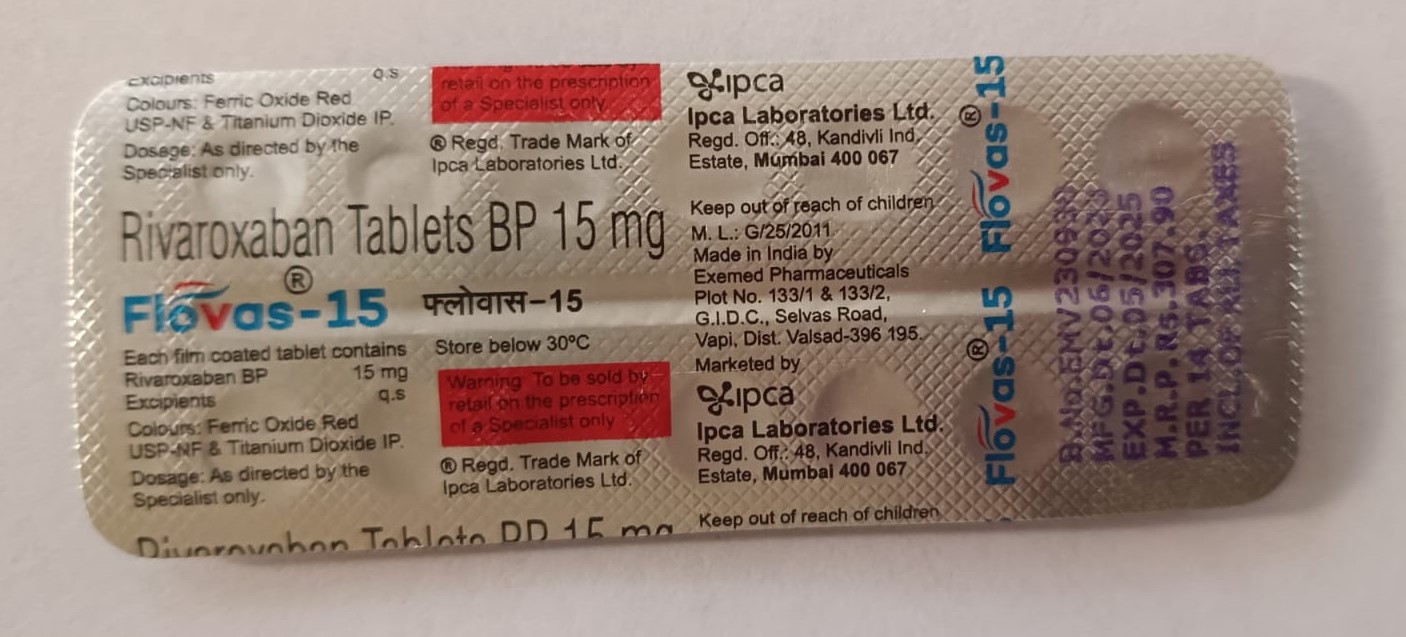 Excipients q.s
Colours: Ferric Oxide Red
USP-NF & Titanium Dioxide IP.
Dosage: As directed by the
Specialist only.
Rivaroxaban Tablets BP 15 mg
Flovas-15
®
Each film coated tablet contains
Rivaroxaban BP 15 mg
Excipients q.s
Colours: Ferric Oxide Red
USP-NF & Titanium Dioxide IP.
Dosage: As directed by the
Specialist only.
Rivaroxaban Tablets BP 15 mg
retail on the prescription
of a Specialist only
® Regd. Trade Mark of
Ipca Laboratories Ltd.
फ्लोवास-15
Store below 30°C
Warning: To be sold by
retail on the prescription
of a Specialist only
® Regd. Trade Mark of
Ipca Laboratories Ltd.
ipca
Ipca Laboratories Ltd.
Regd. Off.: 48, Kandivli Ind.
Estate, Mumbai 400 067
Keep out of reach of children
M. L.: G/25/2011
Made in India by
Exemed Pharmaceuticals
Plot No. 133/1 & 133/2,
G.I.D.C., Selvas Road,
Vapi, Dist. Valsad-396 195.
Marketed by
ipca
Ipca Laboratories Ltd.
Regd. Off.: 48, Kandivli Ind.
Estate, Mumbai 400 067
Keep out of reach of children
Flovas-15 ®
Flovas-15 ®
MFG.Dt.06/2023
EXP.Dt.05/2025
M.R.P. Rs.307.90
PER 14 TABS
INCL.OF ALL TAXES